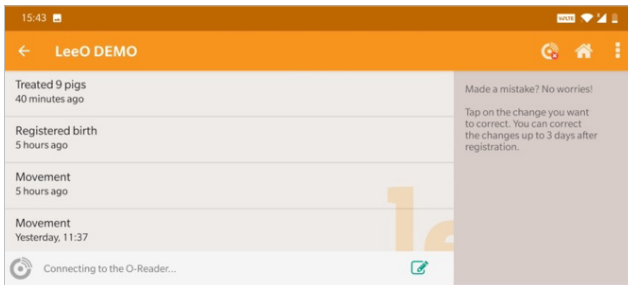 15:43
VoLTE
LeeO DEMO
Treated 9 pigs
40 minutes ago
Registered birth
5 hours ago
Movement
5 hours ago
Movement
Yesterday, 11:37
Connecting to the O-Reader...
Made a mistake? No worries!
Tap on the change you want
to correct. You can correct
the changes up to 3 days after
registration.
le